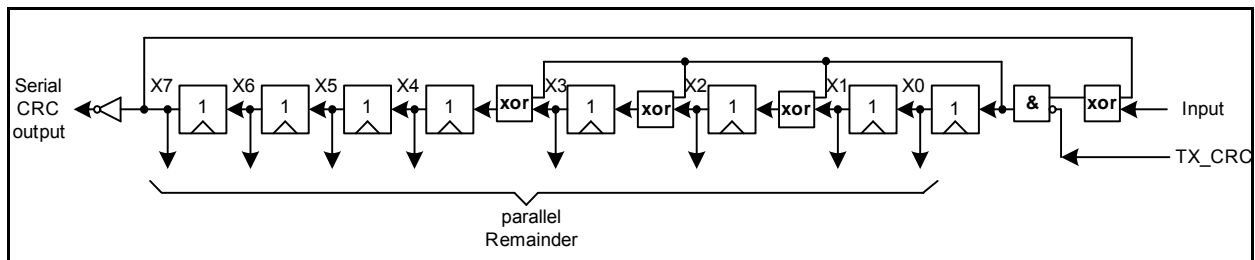 Serial
CRC
output
X7
X6
X5
X4
X3
X2
X1
X0
1
1
1
1
xor
1
xor
1
xor
1
1
&
xor
Input
TX_CRC
parallel
Remainder